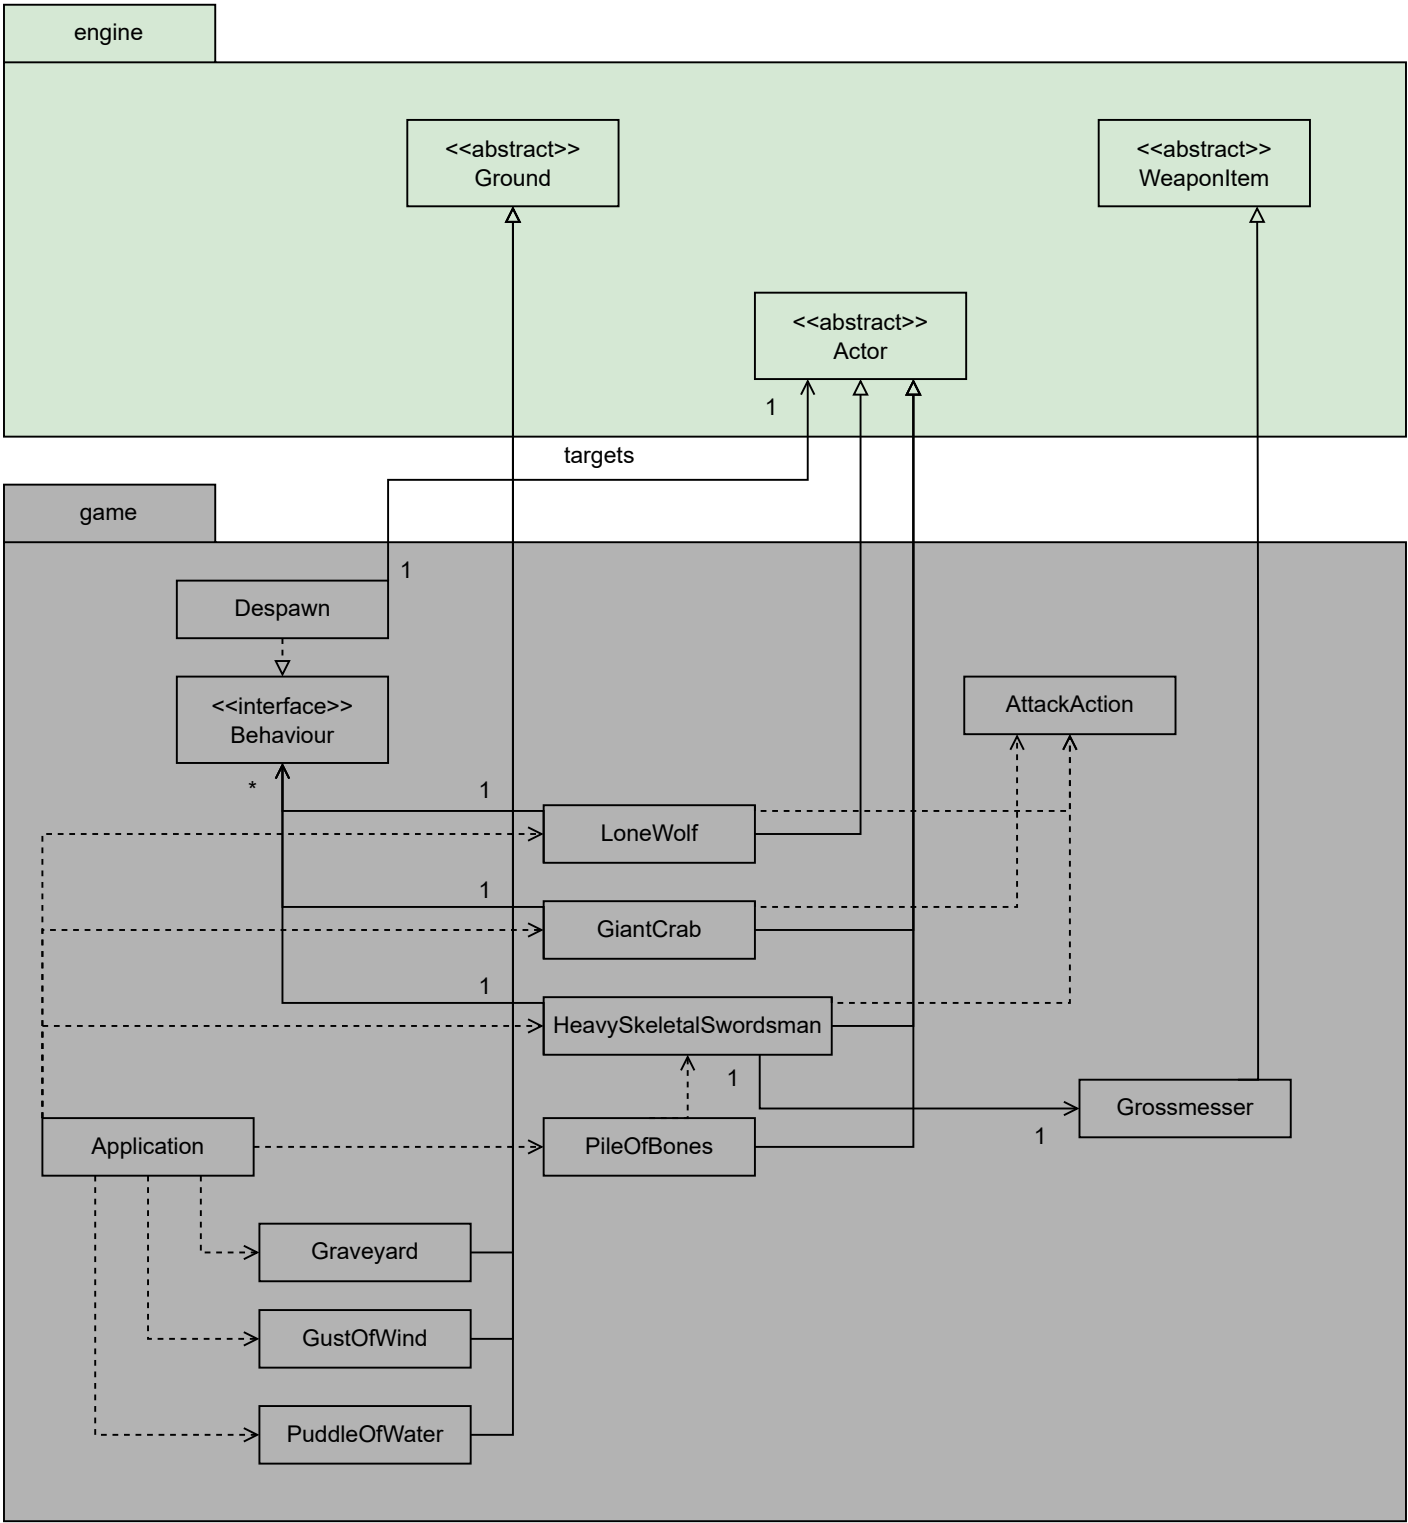 engine
<<abstract>>
Ground
<<abstract>>
WeaponItem
<<abstract>>
Actor
1
targets
game
1
Despawn
<<interface>>
Behaviour
AttackAction
*
1
LoneWolf
1
GiantCrab
1
HeavySkeletalSwordsman
1
Grossmesser
1
Application
PileOfBones
Graveyard
GustOfWind
PuddleOfWater